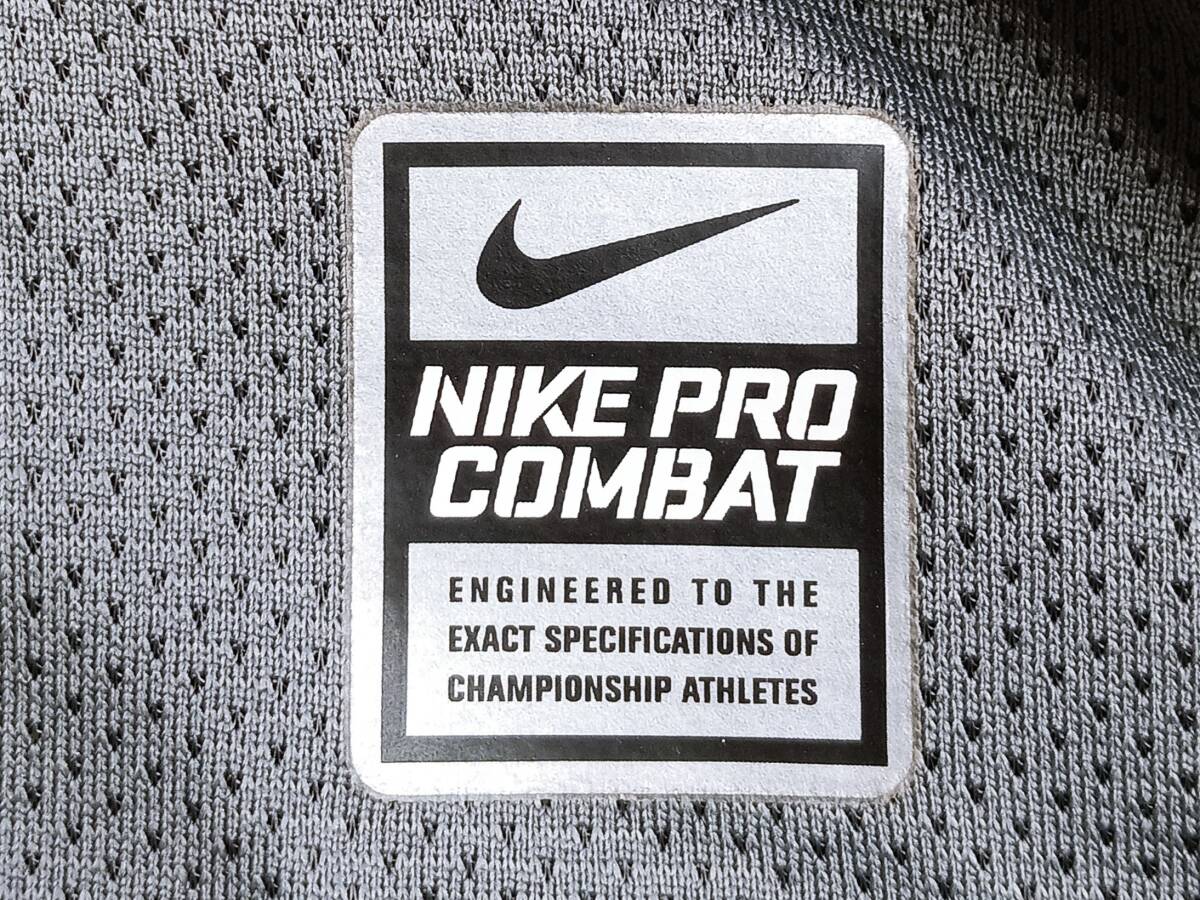 NIKE PRO
COMBAT
ENGINEERED TO THE
EXACT SPECIFICATIONS OF
CHAMPIONSHIP ATHLETES